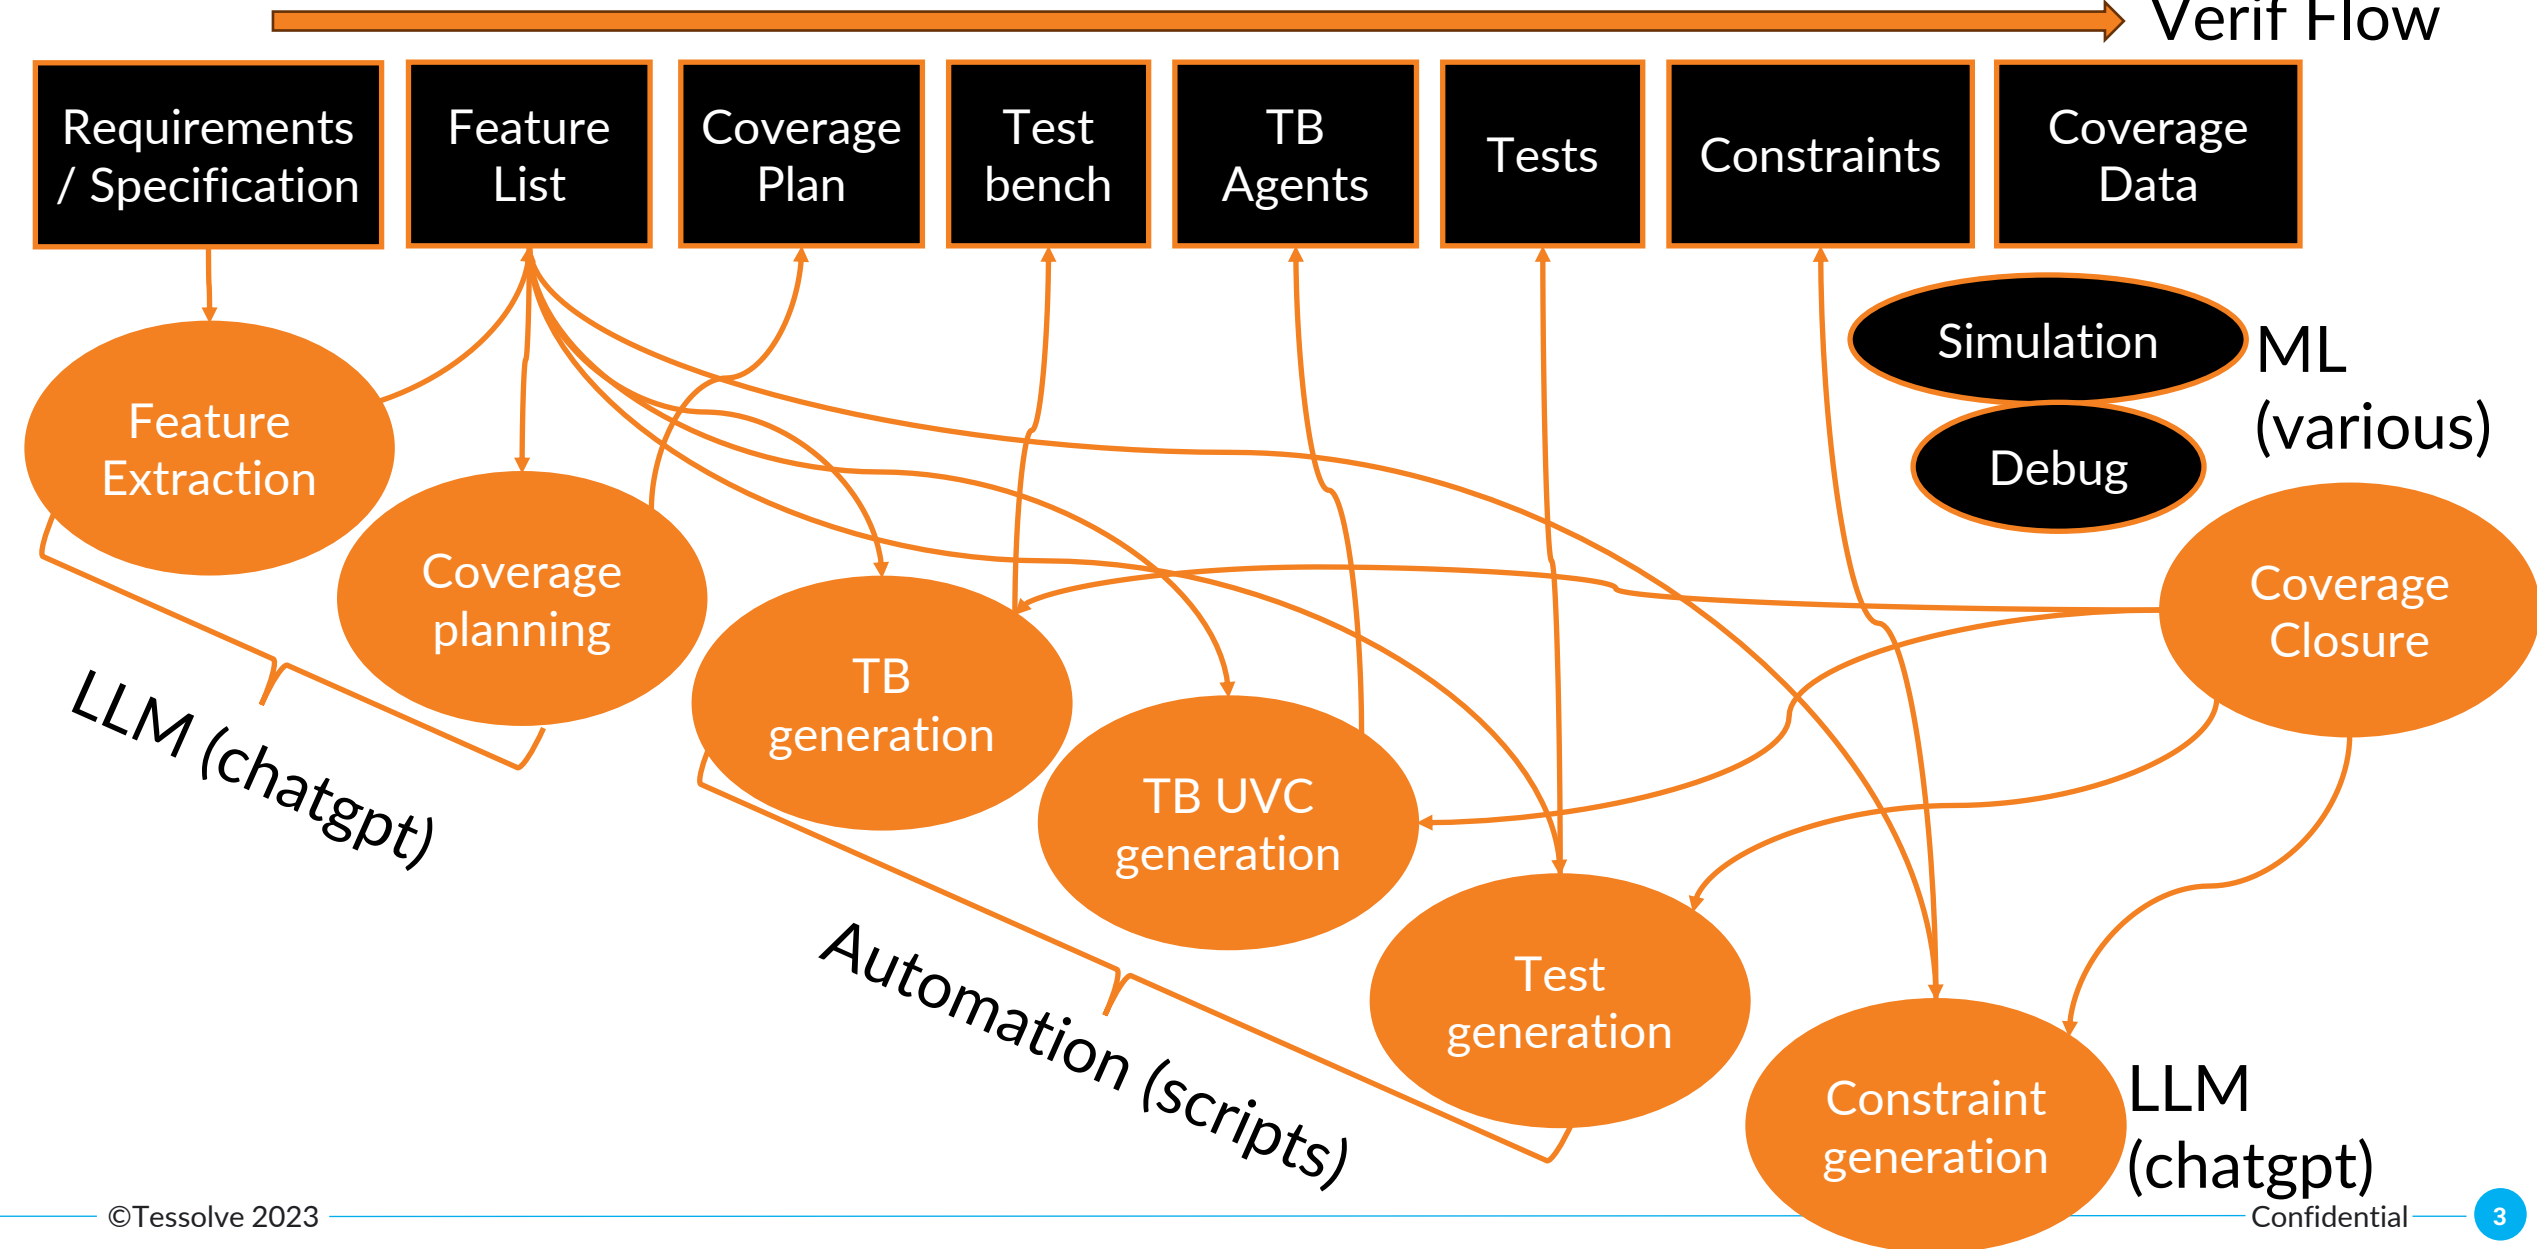 Verif Flow
Requirements
/ Specification
Feature
List
Coverage
Plan
Test
bench
TB
Agents
Tests
Constraints
Coverage
Data
Simulation
ML
(various)
Debug
Feature
Extraction
Coverage
planning
TB
generation
TB UVC
generation
Test
generation
Constraint
generation
Coverage
Closure
LLM (chatgpt)
Automation (scripts)
LLM
(chatgpt)
©Tessolve 2023
Confidential
3